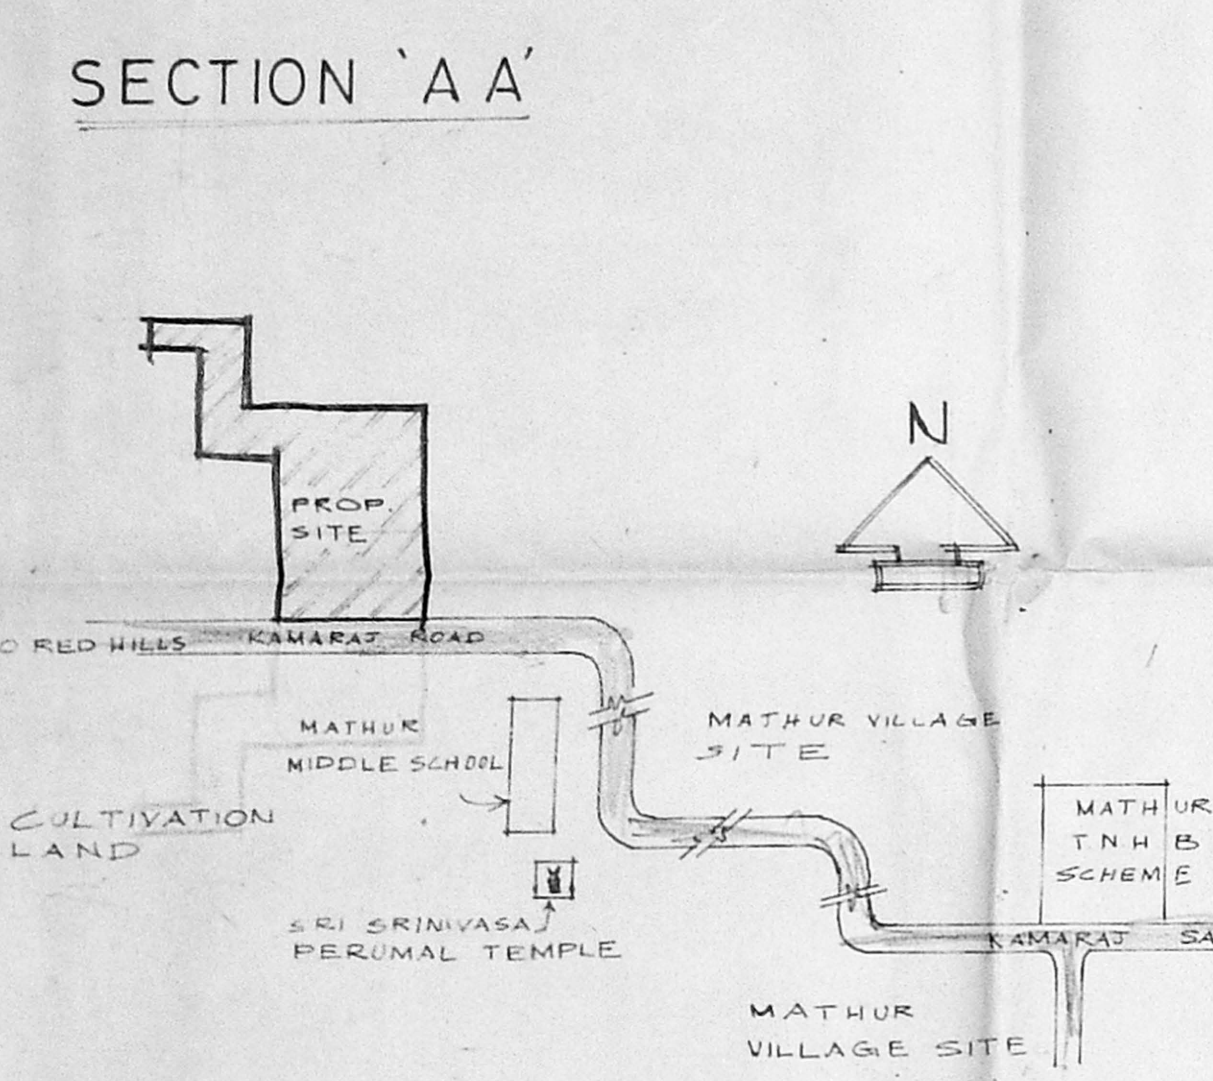 SECTION 'A A'
N
PROP.
SITE
O RED HILLS KAMARAJ ROAD
MATHUR
MIDDLE SCHOOL
MATHUR VILLAGE
SITE
CULTIVATION
LAND
MATHUR
TNHB
SCHEME
SRI SRINIVASA
PERUMAL TEMPLE
KAMARAJ SA
MATHUR
VILLAGE SITE